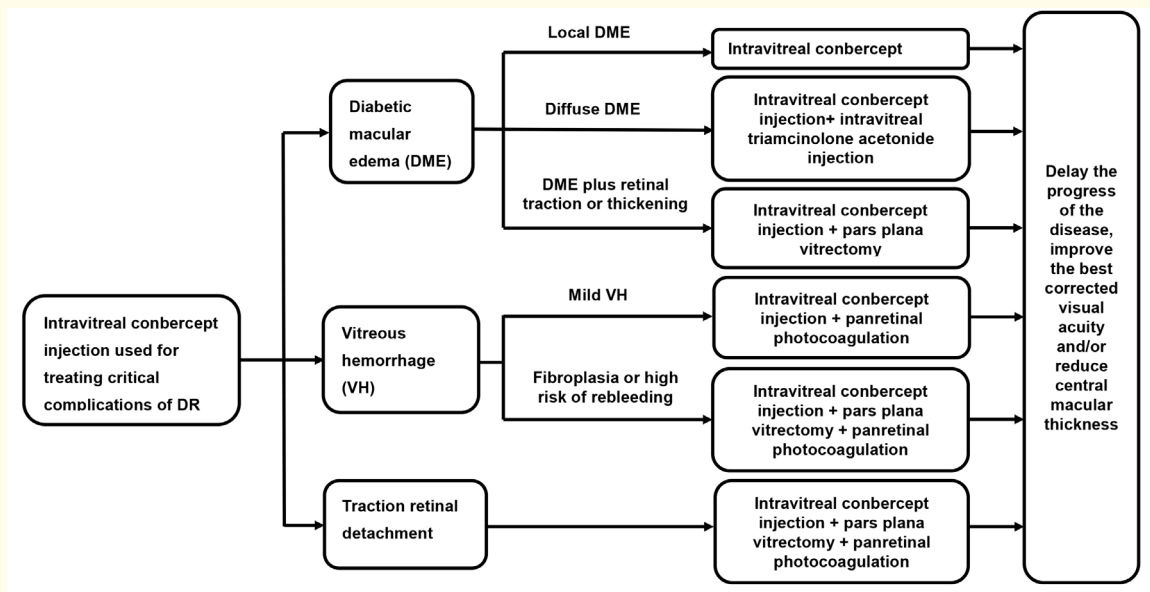 Intravitreal conbercept
injection used for
treating critical
complications of DR
Diabetic
macular
edema (DME)
Local DME
Intravitreal conbercept
Diffuse DME
Intravitreal conbercept
injection+ intravitreal
triamcinolone acetonide
injection
DME plus retinal
traction or thickening
Intravitreal conbercept
injection + pars plana
vitrectomy
Vitreous
hemorrhage
(VH)
Mild VH
Intravitreal conbercept
injection + panretinal
photocoagulation
Fibroplasia or high
risk of rebleeding
Intravitreal conbercept
injection + pars plana
vitrectomy + panretinal
photocoagulation
Traction retinal
detachment
Intravitreal conbercept
injection + pars plana
vitrectomy + panretinal
photocoagulation
Delay the
progress
of the
disease,
improve
the best
corrected
visual
acuity
and/or
reduce
central
macular
thickness